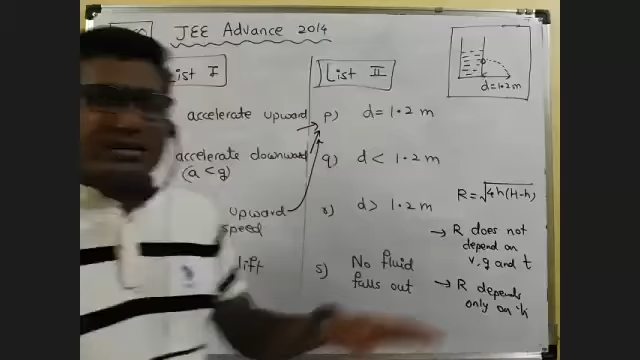 JEE Advance 2014
List I
List II
accelerate upward
p) d = 1.2 m
accelerate downward
(a < g)
q) d < 1.2 m
upward
speed
r) d > 1.2 m
lift
s) No fluid
falls out
d = 1.2 m
R = √4h(H-h)
→ R does not
depend on
v, g and t
→ R depends
only on 'h